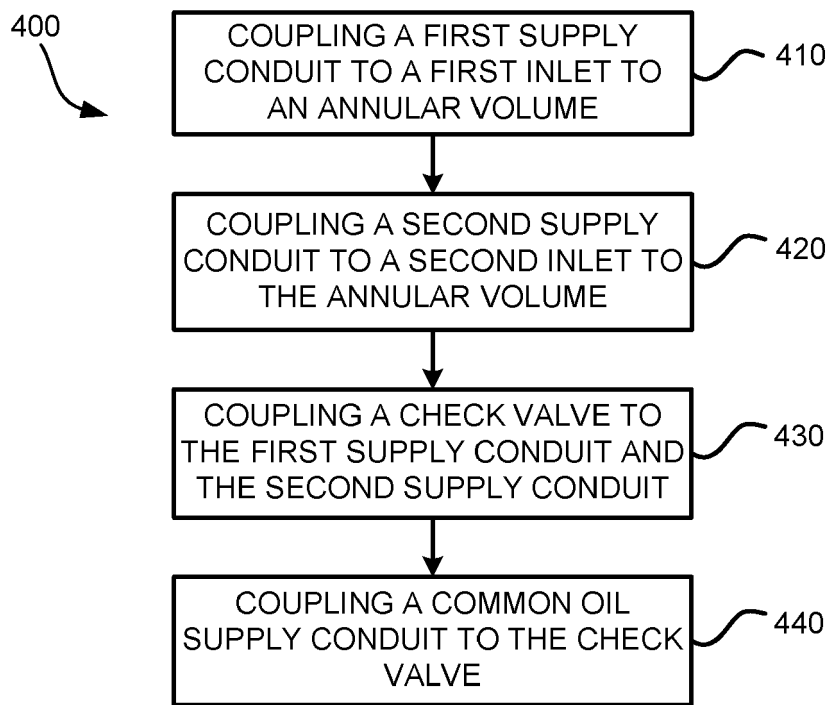 400
COUPLING A FIRST SUPPLY
CONDUIT TO A FIRST INLET TO
AN ANNULAR VOLUME
410
COUPLING A SECOND SUPPLY
CONDUIT TO A SECOND INLET TO
THE ANNULAR VOLUME
420
COUPLING A CHECK VALVE TO
THE FIRST SUPPLY CONDUIT AND
THE SECOND SUPPLY CONDUIT
430
COUPLING A COMMON OIL
SUPPLY CONDUIT TO THE CHECK
VALVE
440